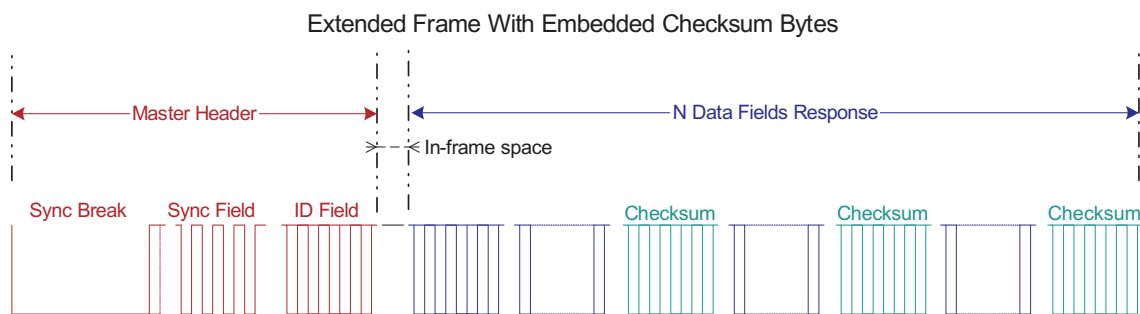 Extended Frame With Embedded Checksum Bytes
Master Header
N Data Fields Response
In-frame space
Sync Break
Sync Field
ID Field
Checksum
Checksum
Checksum